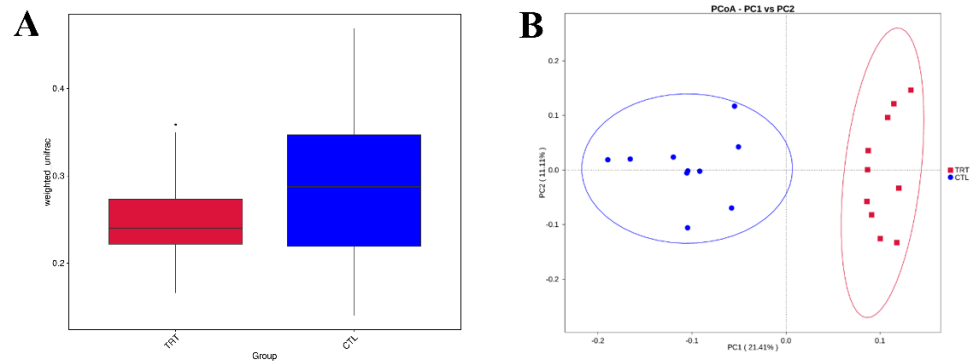 A
weighted_unifrac
0.4
0.3
0.2
TRT
CTL
Group
B
PCoA - PC1 vs PC2
PC2 ( 11.11% )
0.2
0.1
0.0
-0.1
-0.2
-0.2
-0.1
0.0
0.1
PC1 ( 21.41% )
TRT
CTL